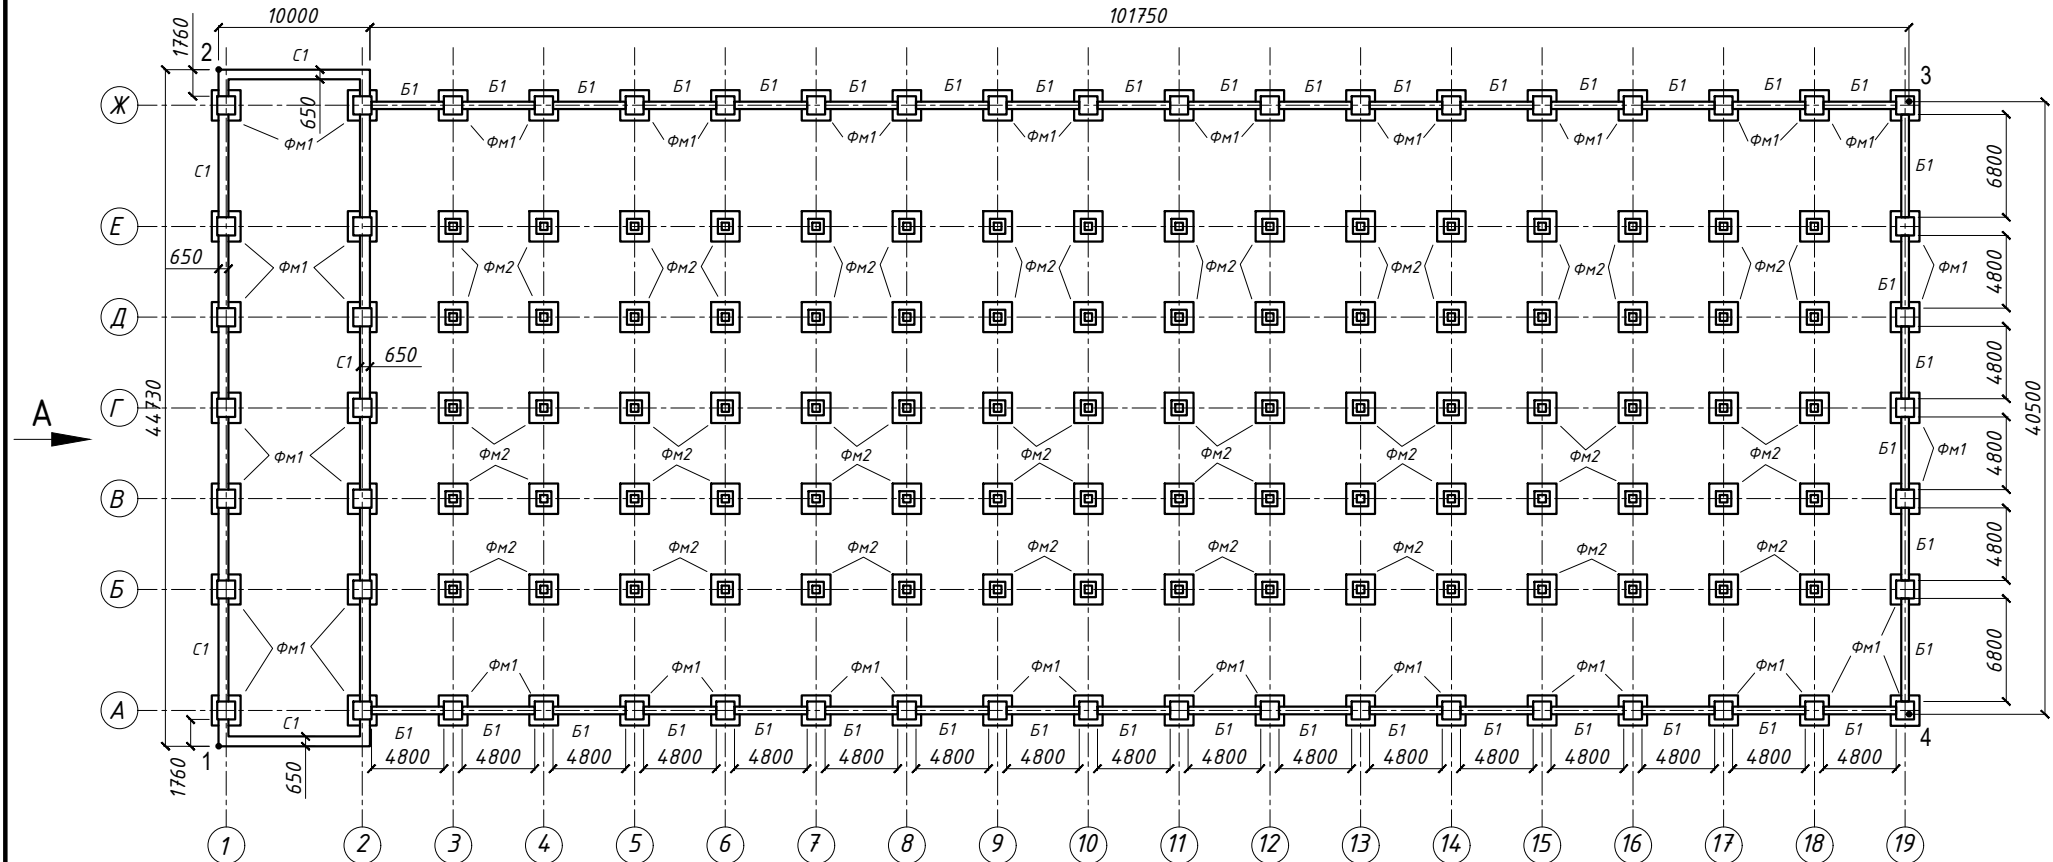 10000 101750
1760 2 С1 3
Б1 Б1 Б1 Б1 Б1 Б1 Б1 Б1 Б1 Б1 Б1 Б1 Б1 Б1 Б1 Б1 Б1
Ж 650
Фм1 Фм1 Фм1 Фм1 Фм1 Фм1 Фм1 Фм1 Фм1 Фм1
С1 Б1 6800
Е
650 Фм1 Фм2 Фм2 Фм2 Фм2 Фм2 Фм2 Фм2 Фм2 Фм1 4800
Б1
Д
С1 650 Б1 4800
Г 44730 40500
А
Фм1 Фм2 Фм2 Фм2 Фм2 Фм2 Фм2 Фм2 Фм2 Б1 Фм1 4800
В
Фм2 Фм2 Фм2 Фм2 Фм2 Фм2 Фм2 Фм2 Б1 4800
Б
С1 Фм1 Фм1 Фм1 Фм1 Фм1 Фм1 Фм1 Фм1 Фм1 Фм1 Б1 6800
А
С1
Б1 Б1 Б1 Б1 Б1 Б1 Б1 Б1 Б1 Б1 Б1 Б1 Б1 Б1 Б1 Б1 Б1 4
1760 1 650 4800 4800 4800 4800 4800 4800 4800 4800 4800 4800 4800 4800 4800 4800 4800 4800 4800
1 2 3 4 5 6 7 8 9 10 11 12 13 14 15 16 17 18 19